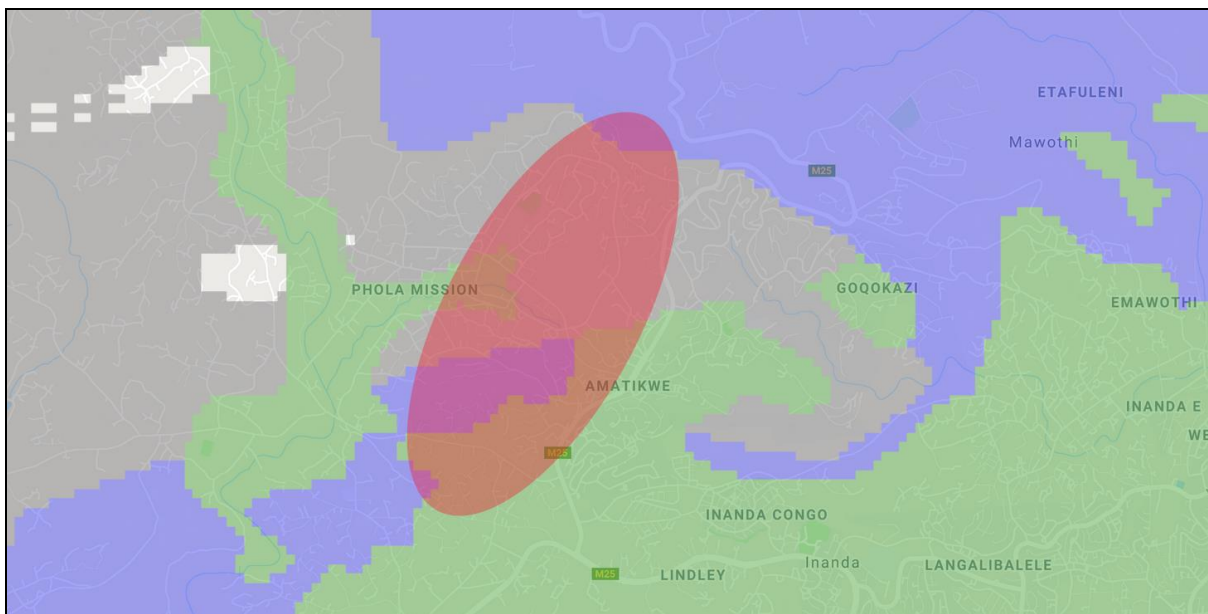 ETAFULENI
Mawothi
M25
PHOLA MISSION
GOQOKAZI
EMAWOTHI
AMATIKWE
INANDA E
WE
M25
INANDA CONGO
Inanda
LANGALIBALELE
M25
LINDLEY